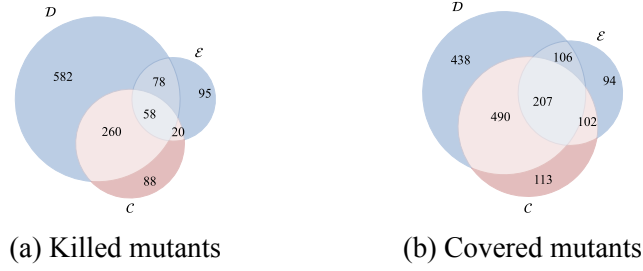 𝒟
ℰ
582
78
95
58
260
20
88
𝒞
(a) Killed mutants
𝒟
ℰ
106
438
94
207
490
102
113
𝒞
(b) Covered mutants